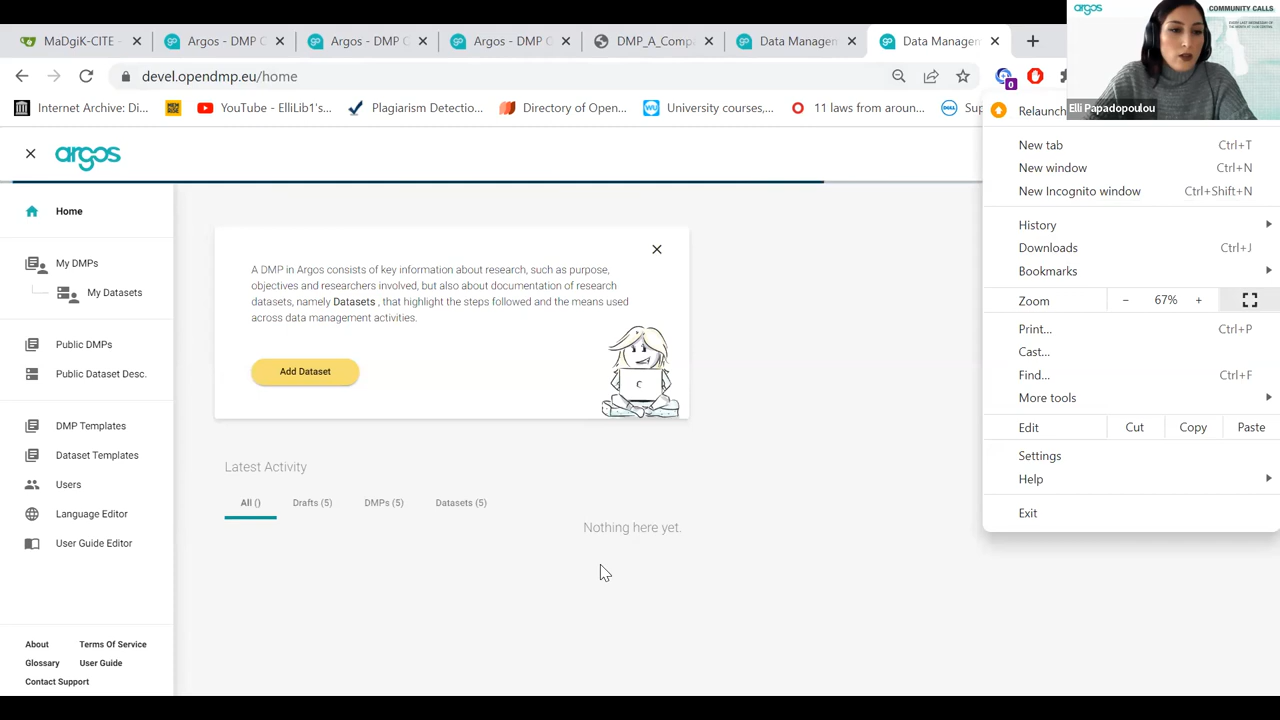 MaDgiK-CITE -
Argos - DMP C
Argos - DMP C
Argos - DMP C
DMP_A_Comp
Data Managem
Data Managem
argos
COMMUNITY CALLS
Elli Papadopoulou
devel.opendmp.eu/home
0
Internet Archive: Di...
YouTube - ElliLib1's...
Plagiarism Detectio...
Directory of Open...
University courses,...
11 laws from aroun...
Sup
argos
Home
My DMPs
My Datasets
Public DMPs
Public Dataset Desc.
DMP Templates
Dataset Templates
Users
Language Editor
User Guide Editor
About
Terms Of Service
Glossary
User Guide
Contact Support
A DMP in Argos consists of key information about research, such as purpose,
objectives and researchers involved, but also about documentation of research
datasets, namely Datasets , that highlight the steps followed and the means used
across data management activities.
Add Dataset
Latest Activity
All ()
Drafts (5)
DMPs (5)
Datasets (5)
Nothing here yet.
Relaunch
New tab Ctrl+T
New window Ctrl+N
New Incognito window Ctrl+Shift+N
History
Downloads Ctrl+J
Bookmarks
Zoom − 67% +
Print... Ctrl+P
Cast...
Find... Ctrl+F
More tools
Edit Cut Copy Paste
Settings
Help
Exit